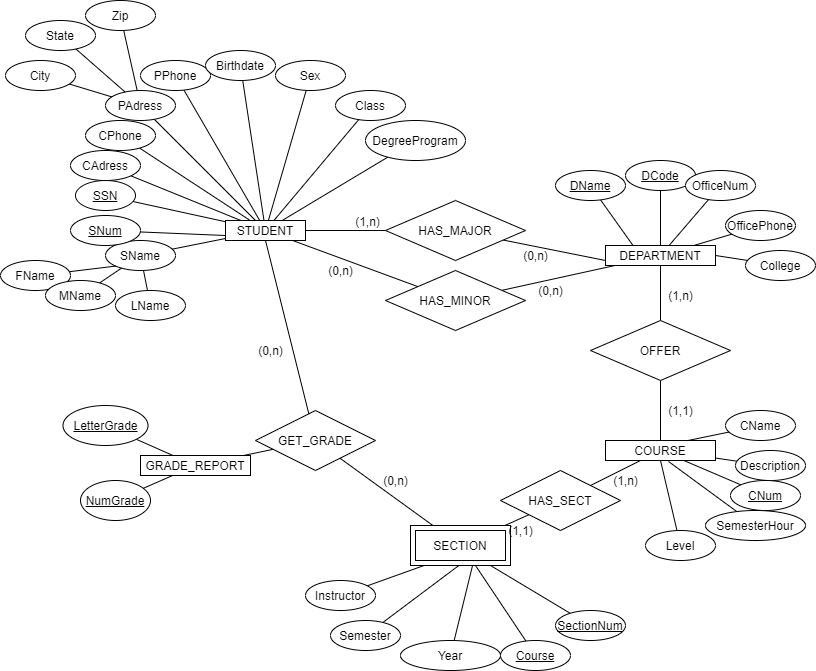 Zip
State
City
PPhone
Birthdate
Sex
PAdress
Class
CPhone
DegreeProgram
CAdress
SSN
DName
DCode
OfficeNum
SNum
STUDENT
(1,n)
HAS_MAJOR
OfficePhone
SName
(0,n)
DEPARTMENT
College
FName
MName
LName
(0,n)
HAS_MINOR
(0,n)
(1,n)
(0,n)
OFFER
(1,1)
LetterGrade
CName
GET_GRADE
COURSE
GRADE_REPORT
Description
(0,n)
(1,n)
NumGrade
HAS_SECT
CNum
SemesterHour
(1,1)
SECTION
Level
Instructor
Semester
SectionNum
Year
Course